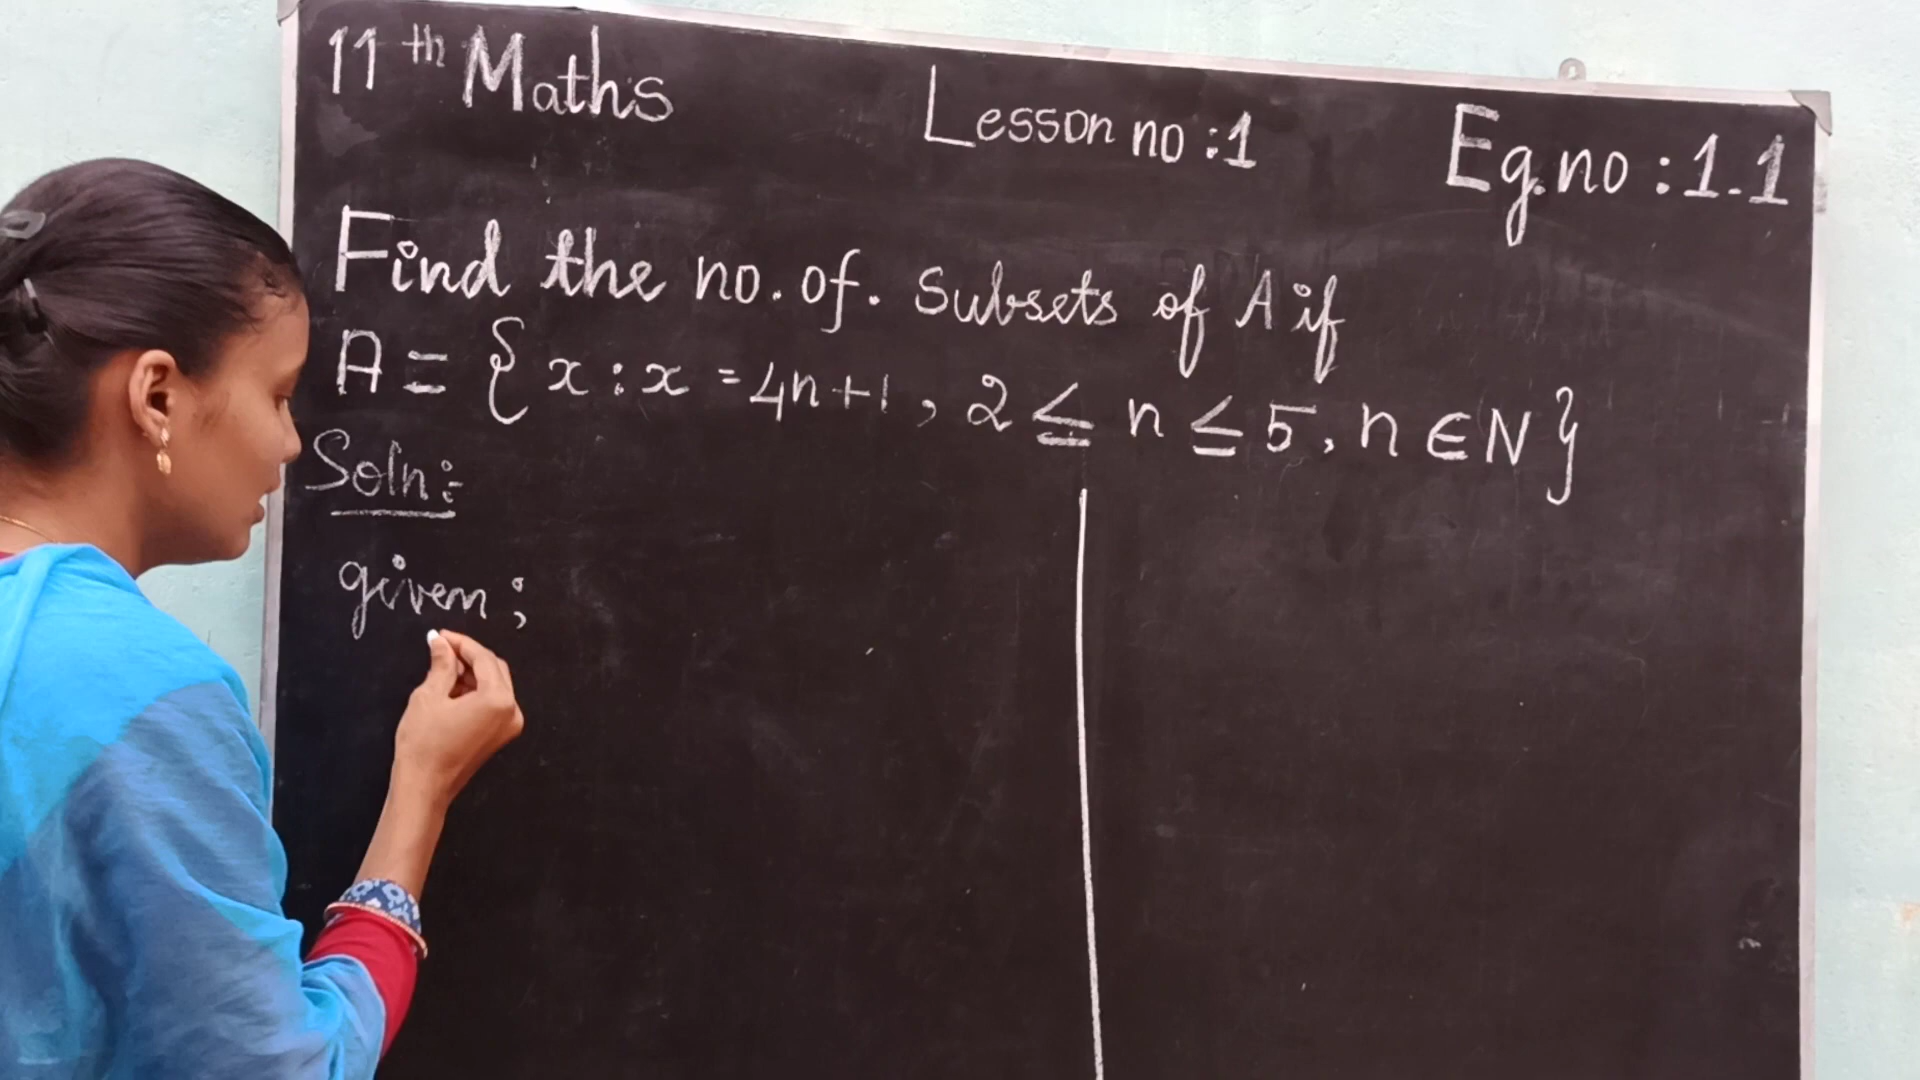 11th Maths Lesson no : 1 Eg. no : 1.1
Find the no. of. Subsets of A if
A = { x : x = 4n+1 , 2 ≤ n ≤ 5, n ∈ N }
Soln:
given ;